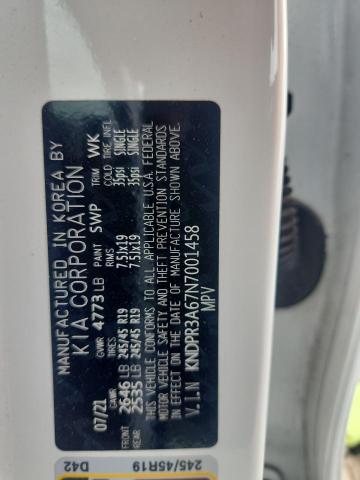 MANUFACTURED IN KOREA BY
KIA CORPORATION
07/21 GVWR 4773 LB PAINT SWP TRIM WK
GAWR TIRES RIMS COLD TIRE INFL
FRONT 2646 LB 245/45 R19 7.5Jx19 35psi SINGLE
REAR 2535 LB 245/45 R19 7.5Jx19 35psi SINGLE
THIS VEHICLE CONFORMS TO ALL APPLICABLE U.S.A. FEDERAL
MOTOR VEHICLE SAFETY AND THEFT PREVENTION STANDARDS
IN EFFECT ON THE DATE OF MANUFACTURE SHOWN ABOVE.
V.I.N KNDPR3A67N7001458
MPV
D42 245/45R19